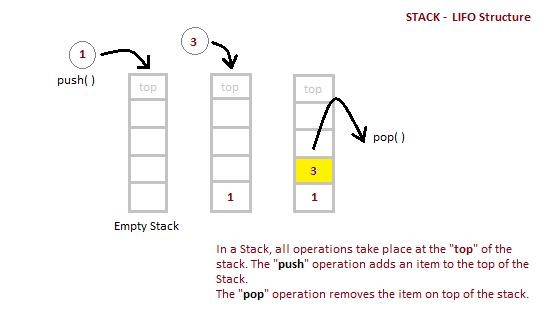 STACK - LIFO Structure
1
3
push( )
top
top
top
pop( )
3
1
1
Empty Stack
In a Stack, all operations take place at the "top" of the
stack. The "push" operation adds an item to the top of the
Stack.
The "pop" operation removes the item on top of the stack.